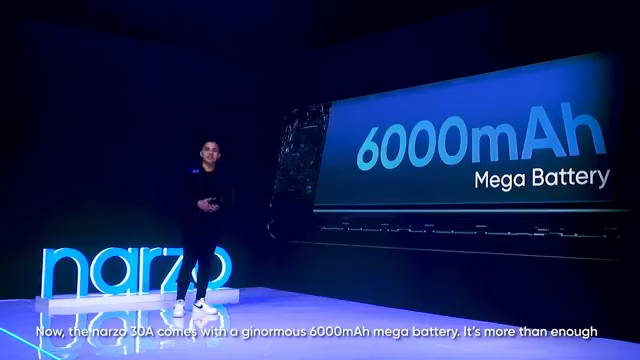 6000mAh
Mega Battery
narzo
Now, the narzo 30A comes with a ginormous 6000mAh mega battery. It's more than enough